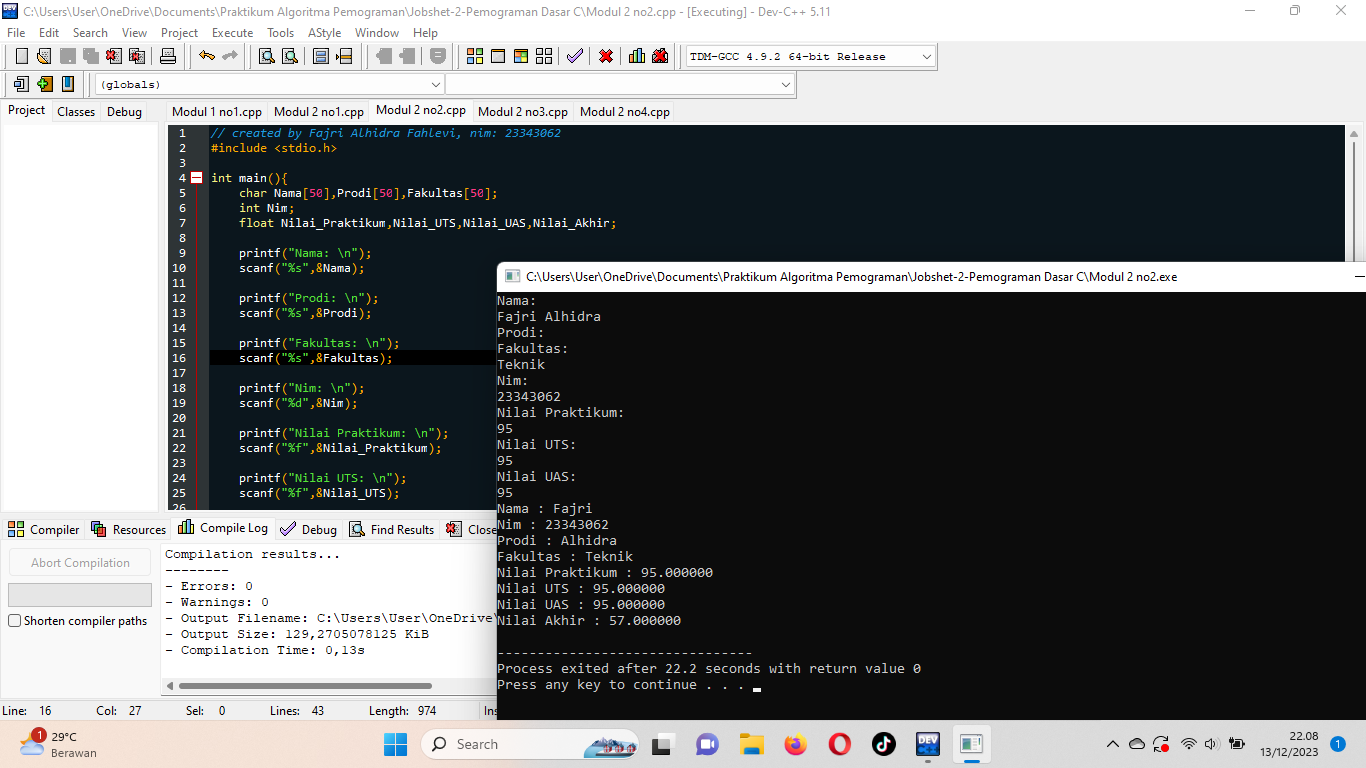 C:\Users\User\OneDrive\Documents\Praktikum Algoritma Pemograman\Jobshet-2-Pemograman Dasar C\Modul 2 no2.cpp - [Executing] - Dev-C++ 5.11
File Edit Search View Project Execute Tools AStyle Window Help
TDM-GCC 4.9.2 64-bit Release
(globals)
Project Classes Debug Modul 1 no1.cpp Modul 2 no1.cpp Modul 2 no2.cpp Modul 2 no3.cpp Modul 2 no4.cpp
1 // created by Fajri Alhidra Fahlevi, nim: 23343062
2 #include <stdio.h>
3
4 int main(){
5 char Nama[50],Prodi[50],Fakultas[50];
6 int Nim;
7 float Nilai_Praktikum,Nilai_UTS,Nilai_UAS,Nilai_Akhir;
8
9 printf("Nama: \n");
10 scanf("%s",&Nama);
11
12 printf("Prodi: \n");
13 scanf("%s",&Prodi);
14
15 printf("Fakultas: \n");
16 scanf("%s",&Fakultas);
17
18 printf("Nim: \n");
19 scanf("%d",&Nim);
20
21 printf("Nilai Praktikum: \n");
22 scanf("%f",&Nilai_Praktikum);
23
24 printf("Nilai UTS: \n");
25 scanf("%f",&Nilai_UTS);
26
C:\Users\User\OneDrive\Documents\Praktikum Algoritma Pemograman\Jobshet-2-Pemograman Dasar C\Modul 2 no2.exe
Nama:
Fajri Alhidra
Prodi:
Fakultas:
Teknik
Nim:
23343062
Nilai Praktikum:
95
Nilai UTS:
95
Nilai UAS:
95
Nama : Fajri
Nim : 23343062
Prodi : Alhidra
Fakultas : Teknik
Nilai Praktikum : 95.000000
Nilai UTS : 95.000000
Nilai UAS : 95.000000
Nilai Akhir : 57.000000
--------------------------------
Process exited after 22.2 seconds with return value 0
Press any key to continue . . .
Compiler Resources Compile Log Debug Find Results Close
Abort Compilation
Shorten compiler paths
Compilation results...
--------
- Errors: 0
- Warnings: 0
- Output Filename: C:\Users\User\OneDrive\
- Output Size: 129,2705078125 KiB
- Compilation Time: 0,13s
Line: 16 Col: 27 Sel: 0 Lines: 43 Length: 974 Ins
1
29°C
Berawan
Search
DEV
22.08
13/12/2023
1